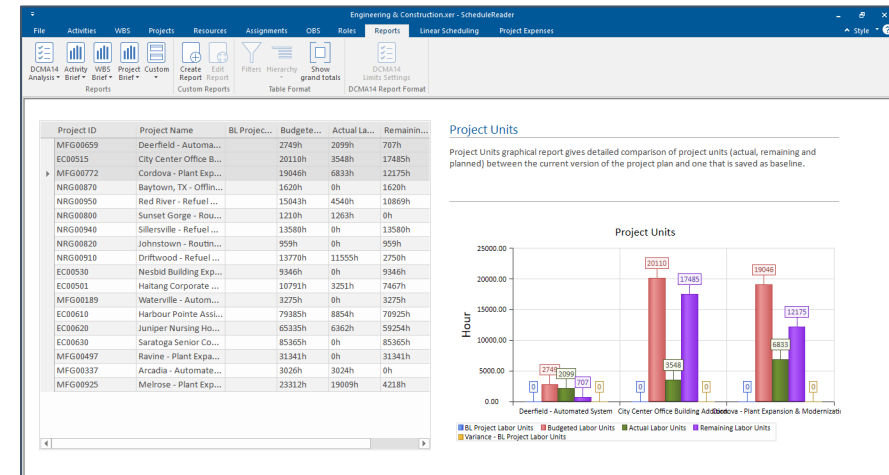 Engineering & Construction.xer - ScheduleReader
File Activities WBS Projects Resources Assignments OBS Roles Reports Linear Scheduling Project Expenses Style
DCMA14 Analysis Activity Brief WBS Brief Project Brief Custom Create Report Edit Report Filters Hierarchy Show grand totals DCMA14 Limits Settings
Reports Custom Reports Table Format DCMA14 Report Format
Project ID Project Name BL Projec... Budgete... Actual La... Remainin...
MFG00659 Deerfield - Automa... 2749h 2099h 707h
EC00515 City Center Office B... 20110h 3548h 17485h
MFG00772 Cordova - Plant Exp... 19046h 6833h 12175h
NRG00870 Baytown, TX - Offlin... 1620h 0h 1620h
NRG00950 Red River - Refuel ... 15043h 4540h 10869h
NRG00800 Sunset Gorge - Rou... 1210h 1263h 0h
NRG00940 Sillersville - Refuel ... 13580h 0h 13580h
NRG00820 Johnstown - Routin... 959h 0h 959h
NRG00910 Driftwood - Refuel ... 13770h 11555h 2750h
EC00530 Nesbid Building Exp... 9346h 0h 9346h
EC00501 Haitang Corporate ... 10791h 3251h 7467h
MFG00189 Waterville - Autom... 3275h 0h 3275h
EC00610 Harbour Pointe Assi... 79385h 8854h 70925h
EC00620 Juniper Nursing Ho... 65335h 6362h 59254h
EC00630 Saratoga Senior Co... 85365h 0h 85365h
MFG00497 Ravine - Plant Expa... 31341h 0h 31341h
MFG00337 Arcadia - Automate... 3026h 3024h 0h
MFG00925 Melrose - Plant Exp... 23312h 19009h 4218h
Project Units
Project Units graphical report gives detailed comparison of project units (actual, remaining and
planned) between the current version of the project plan and one that is saved as baseline.
Project Units
Hour
25000.00
20000.00
15000.00
10000.00
5000.00
0.00
0 2749 2099 707 0
0 20110 3548 17485 0
0 19046 6833 12175 0
Deerfield - Automated System City Center Office Building Addition Cordova - Plant Expansion & Modernizati
BL Project Labor Units Budgeted Labor Units Actual Labor Units Remaining Labor Units
Variance - BL Project Labor Units